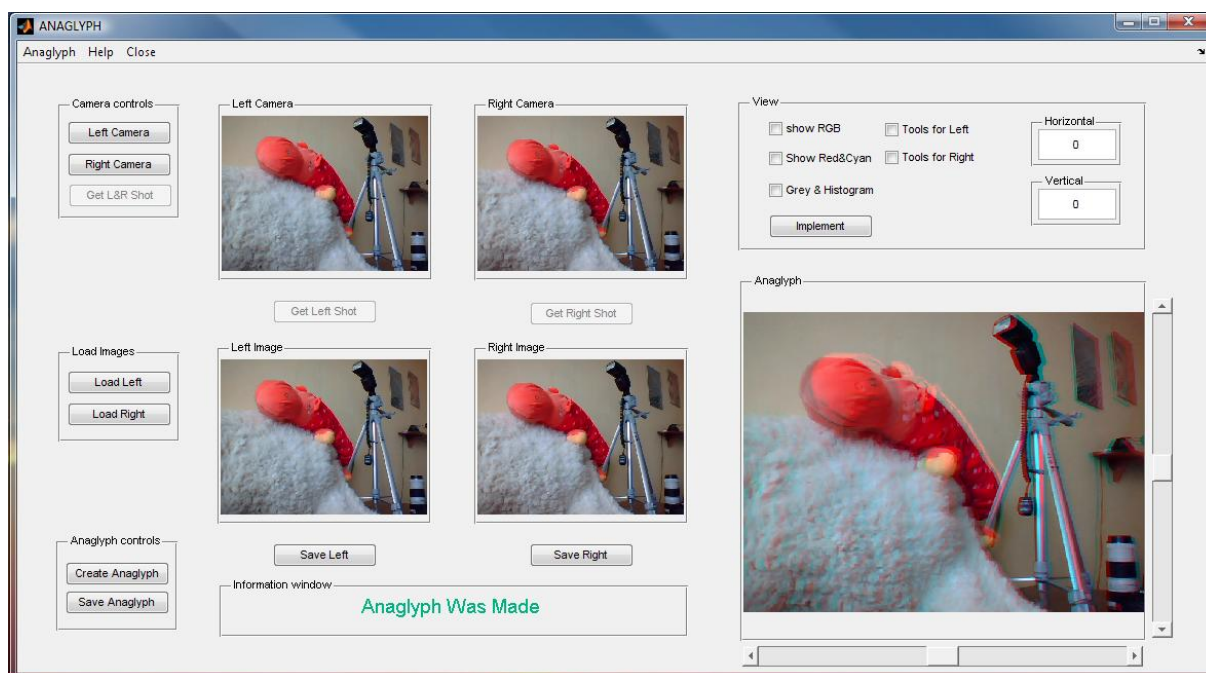 ANAGLYPH
Anaglyph Help Close
Camera controls
Left Camera
Right Camera
Get L&R Shot
Left Camera
Right Camera
Get Left Shot
Get Right Shot
View
show RGB
Tools for Left
Show Red&Cyan
Tools for Right
Grey & Histogram
Implement
Horizontal
0
Vertical
0
Load Images
Load Left
Load Right
Left Image
Right Image
Save Left
Save Right
Anaglyph
Anaglyph controls
Create Anaglyph
Save Anaglyph
Information window
Anaglyph Was Made